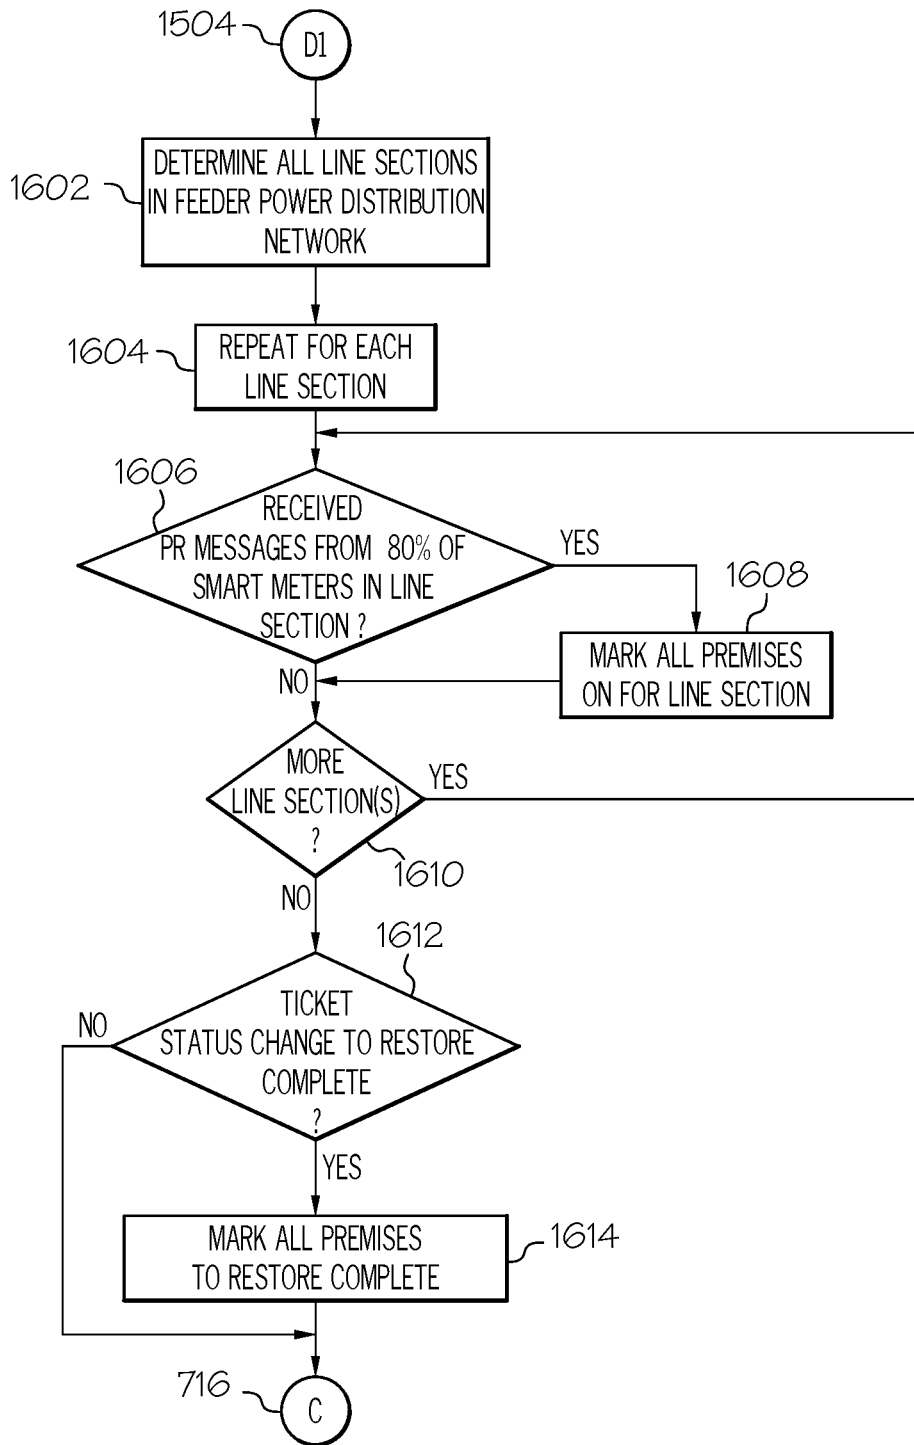 1504
D1
1602
DETERMINE ALL LINE SECTIONS
IN FEEDER POWER DISTRIBUTION
NETWORK
1604
REPEAT FOR EACH
LINE SECTION
1606
RECEIVED
PR MESSAGES FROM 80% OF
SMART METERS IN LINE
SECTION ?
YES
1608
MARK ALL PREMISES
ON FOR LINE SECTION
NO
MORE
LINE SECTION(S)
?
YES
1610
NO
1612
TICKET
STATUS CHANGE TO RESTORE
COMPLETE
?
NO
YES
MARK ALL PREMISES
TO RESTORE COMPLETE
1614
716
C